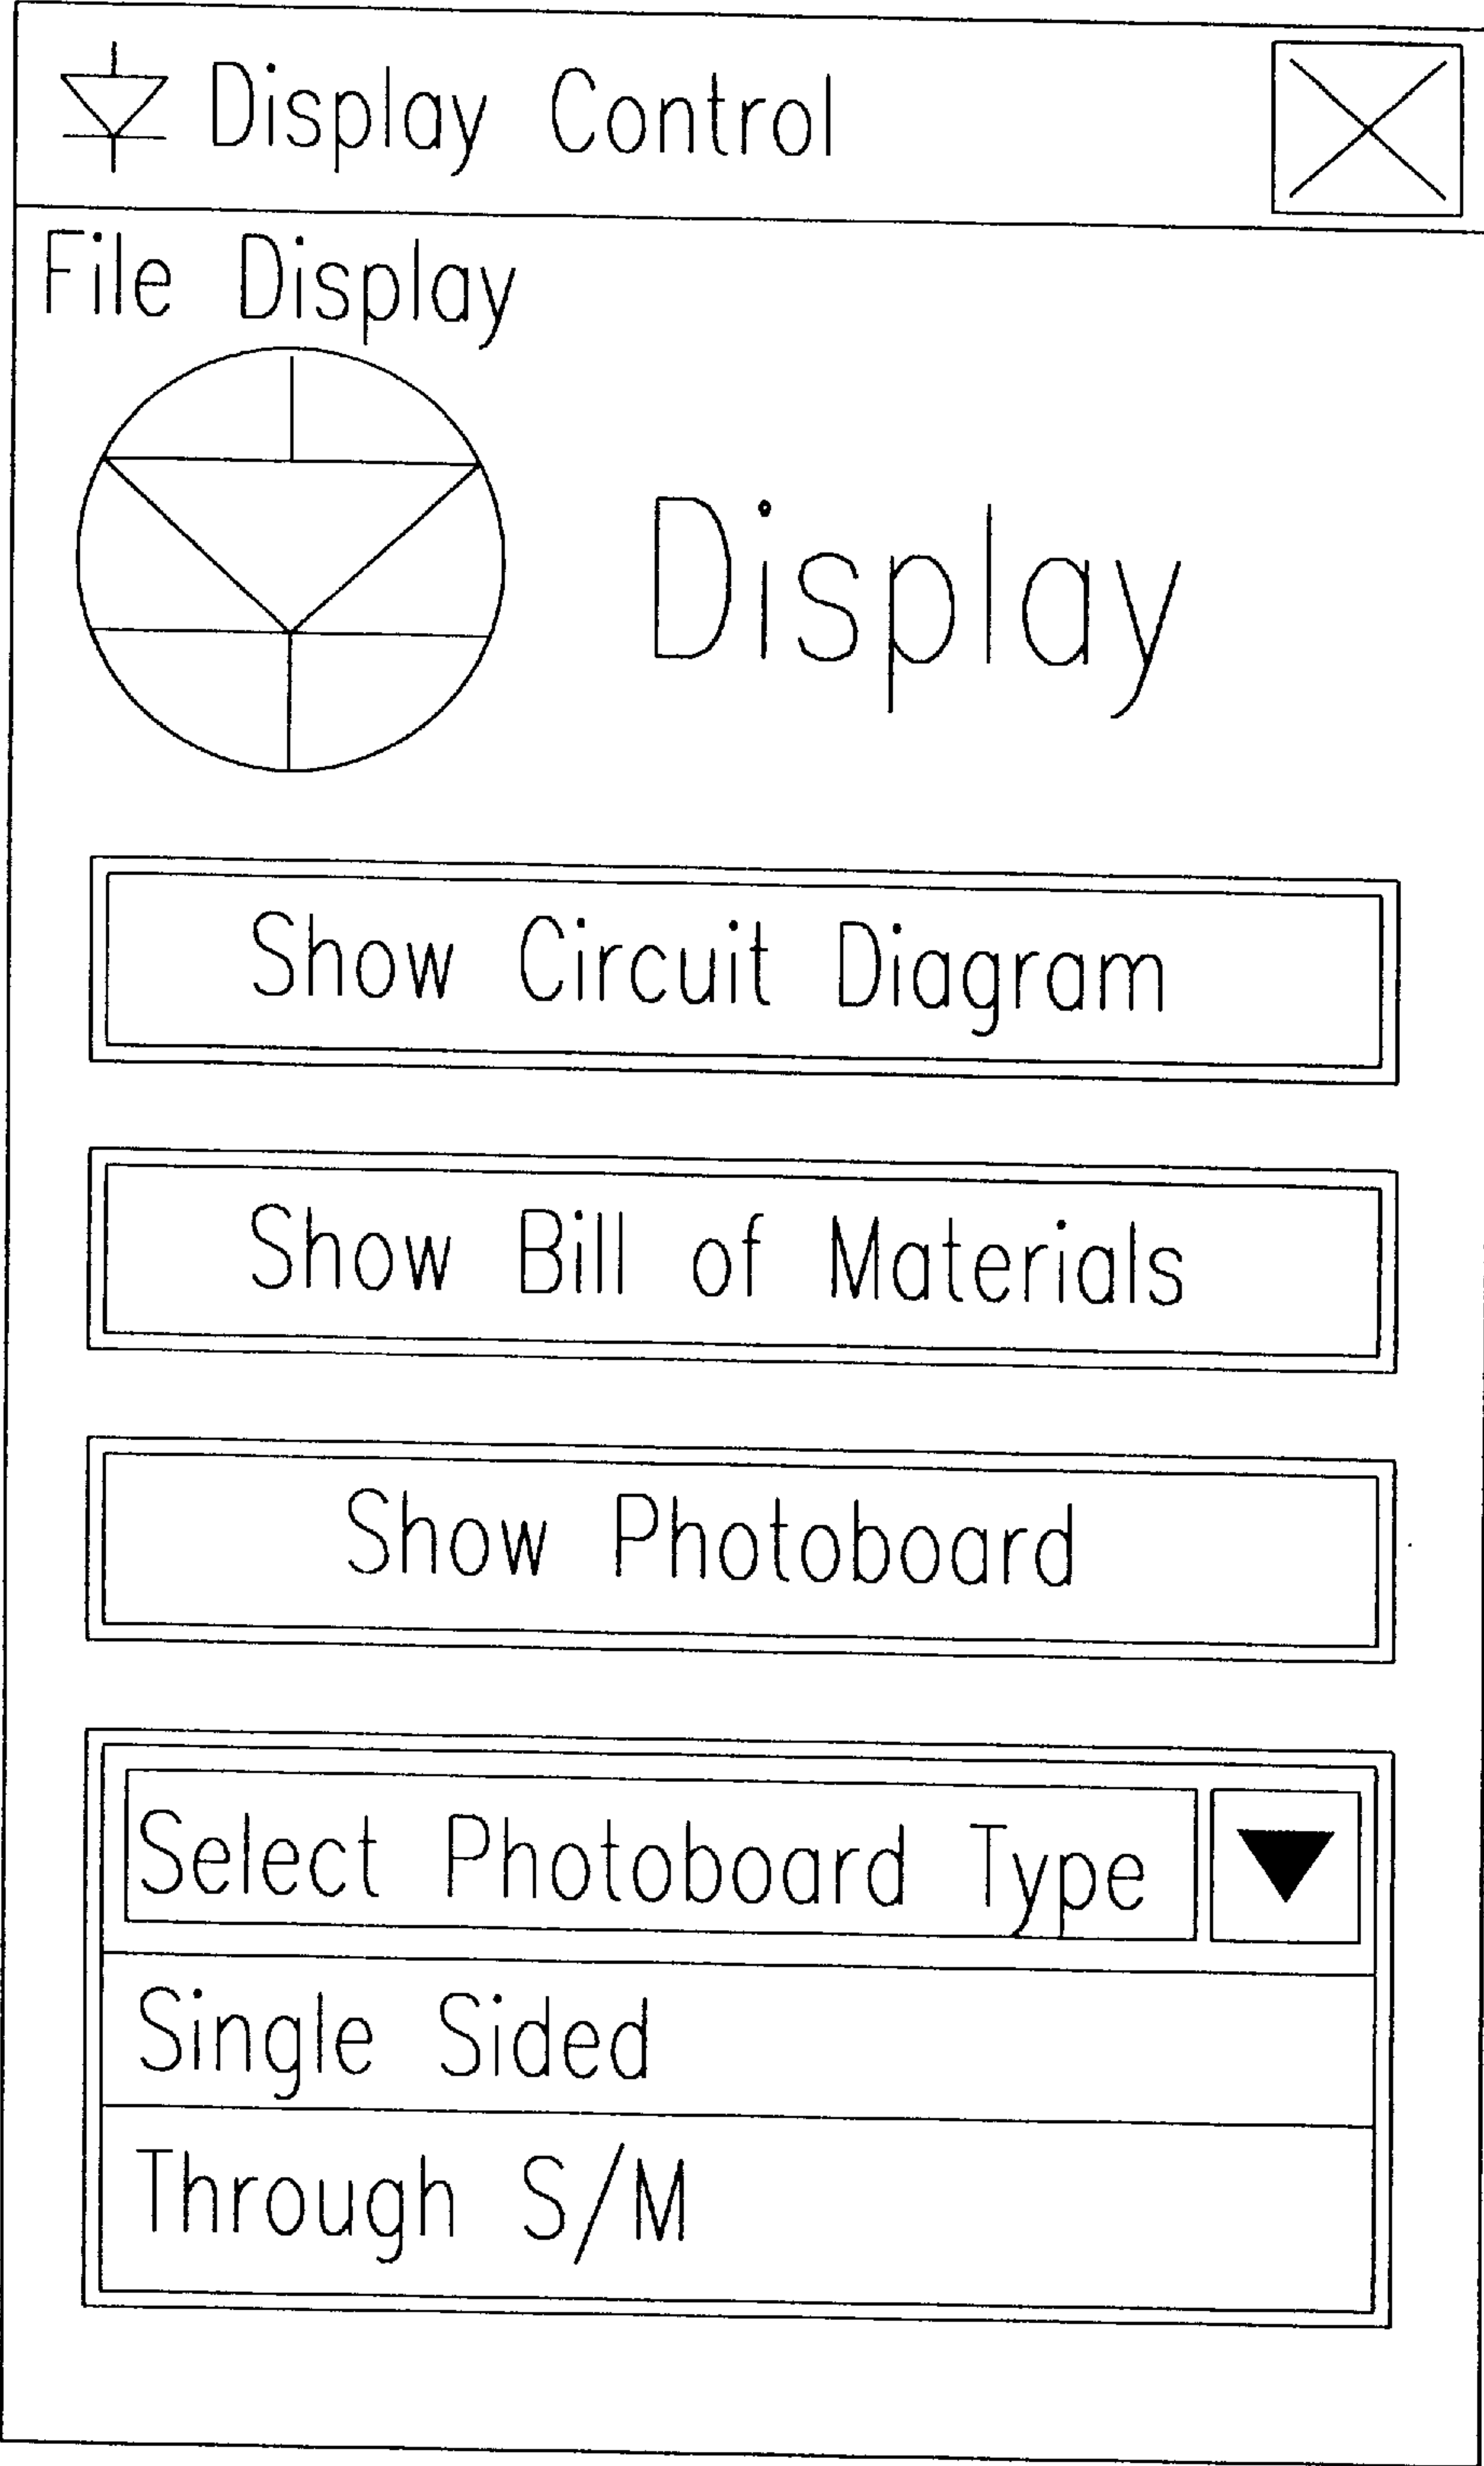 Display Control
File Display
Display
Show Circuit Diagram
Show Bill of Materials
Show Photoboard
Select Photoboard Type
Single Sided
Through S/M